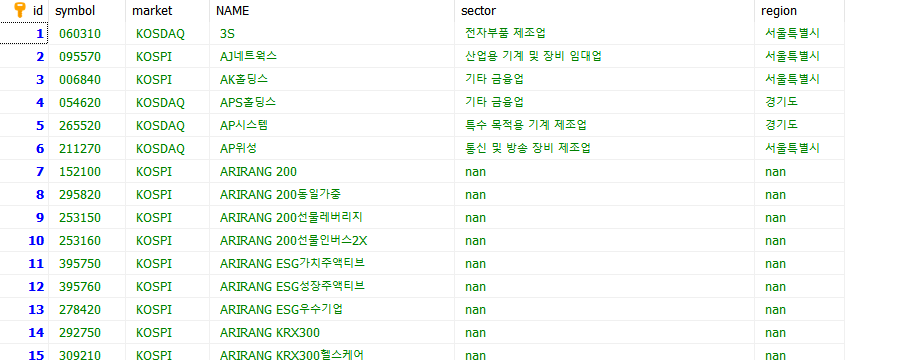 id symbol market NAME sector region
1 060310 KOSDAQ 3S 전자부품 제조업 서울특별시
2 095570 KOSPI AJ네트웍스 산업용 기계 및 장비 임대업 서울특별시
3 006840 KOSPI AK홀딩스 기타 금융업 서울특별시
4 054620 KOSDAQ APS홀딩스 기타 금융업 경기도
5 265520 KOSDAQ AP시스템 특수 목적용 기계 제조업 경기도
6 211270 KOSDAQ AP위성 통신 및 방송 장비 제조업 서울특별시
7 152100 KOSPI ARIRANG 200 nan nan
8 295820 KOSPI ARIRANG 200동일가중 nan nan
9 253150 KOSPI ARIRANG 200선물레버리지 nan nan
10 253160 KOSPI ARIRANG 200선물인버스2X nan nan
11 395750 KOSPI ARIRANG ESG가치주액티브 nan nan
12 395760 KOSPI ARIRANG ESG성장주액티브 nan nan
13 278420 KOSPI ARIRANG ESG우수기업 nan nan
14 292750 KOSPI ARIRANG KRX300 nan nan
15 309210 KOSPI ARIRANG KRX300헬스케어 nan nan